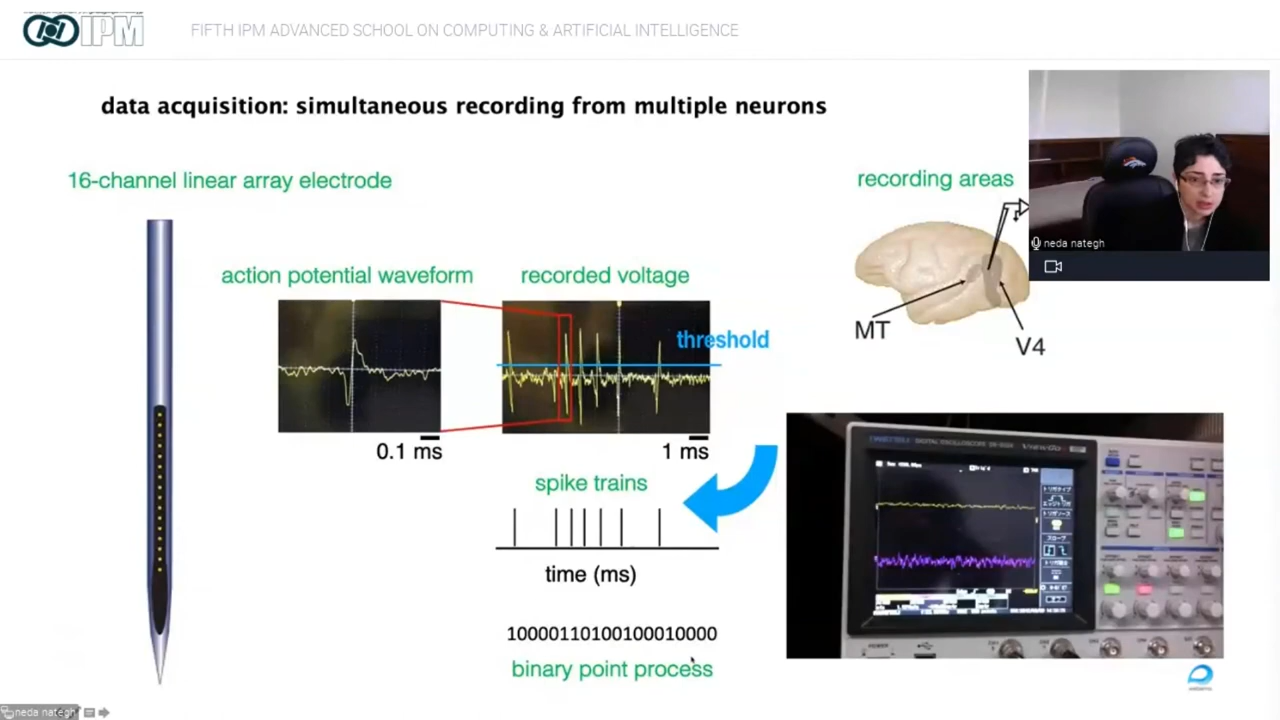 IPM
FIFTH IPM ADVANCED SCHOOL ON COMPUTING & ARTIFICIAL INTELLIGENCE
data acquisition: simultaneous recording from multiple neurons
16-channel linear array electrode
recording areas
neda nategh
action potential waveform
recorded voltage
MT
threshold
V4
0.1 ms
1 ms
spike trains
time (ms)
10000110100100010000
binary point process
neda nategh